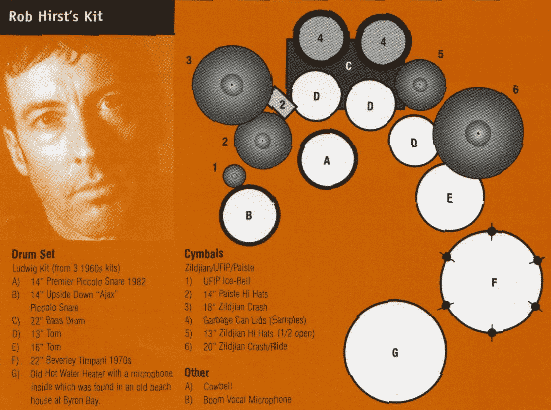 Rob Hirst's Kit
4
4
3
C
5
6
D
D
2
D
2
A
1
E
B
F
G
Drum Set
Ludwig Kit (from 3 1960s kits)
A) 14" Premier Piccolo Snare 1982
B) 14" Upside Down "Ajax"
Piccolo Snare
C) 22" Bass Drum
D) 13" Tom
E) 16" Tom
F) 22" Beverley Timpani 1970s
G) Old Hot Water Heater with a microphone
inside which was found in an old beach
house at Byron Bay.
Cymbals
Zildjian/UFIP/Paiste
1) UFIP Ice-Bell
2) 14" Paiste Hi Hats
3) 18" Zildjian Crash
4) Garbage Can Lids (Samples)
5) 13" Zildjian Hi Hats (1/2 open)
6) 20" Zildjian Crash/Ride
Other
A) Cowbell
B) Boom Vocal Microphone